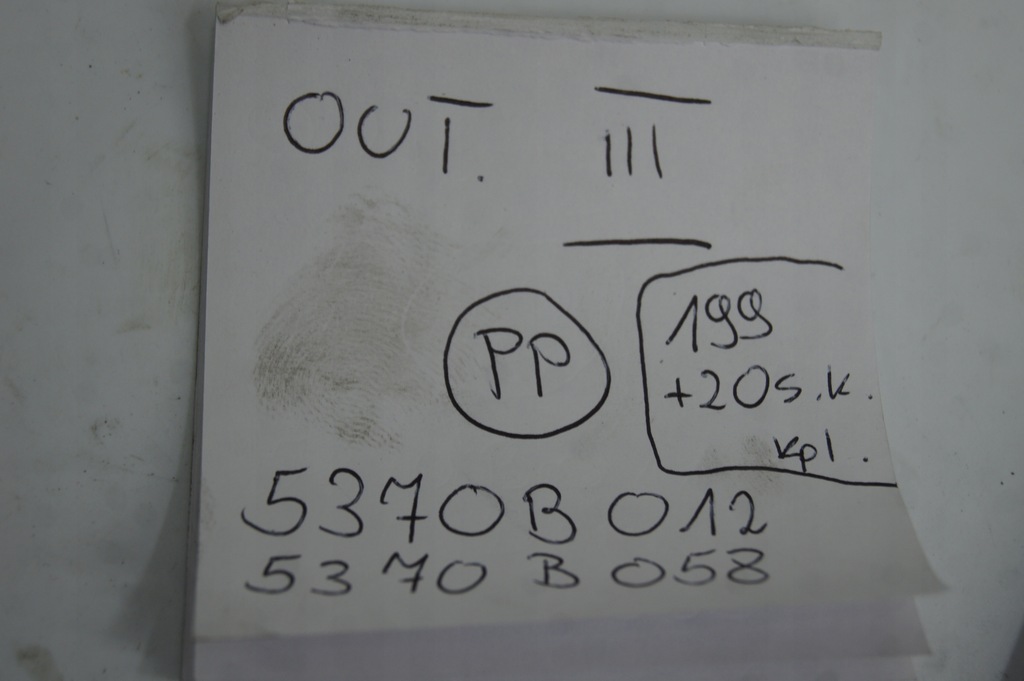 OUT. III
PP
199
+20s.k.
kpl.
5370B012
5370B058